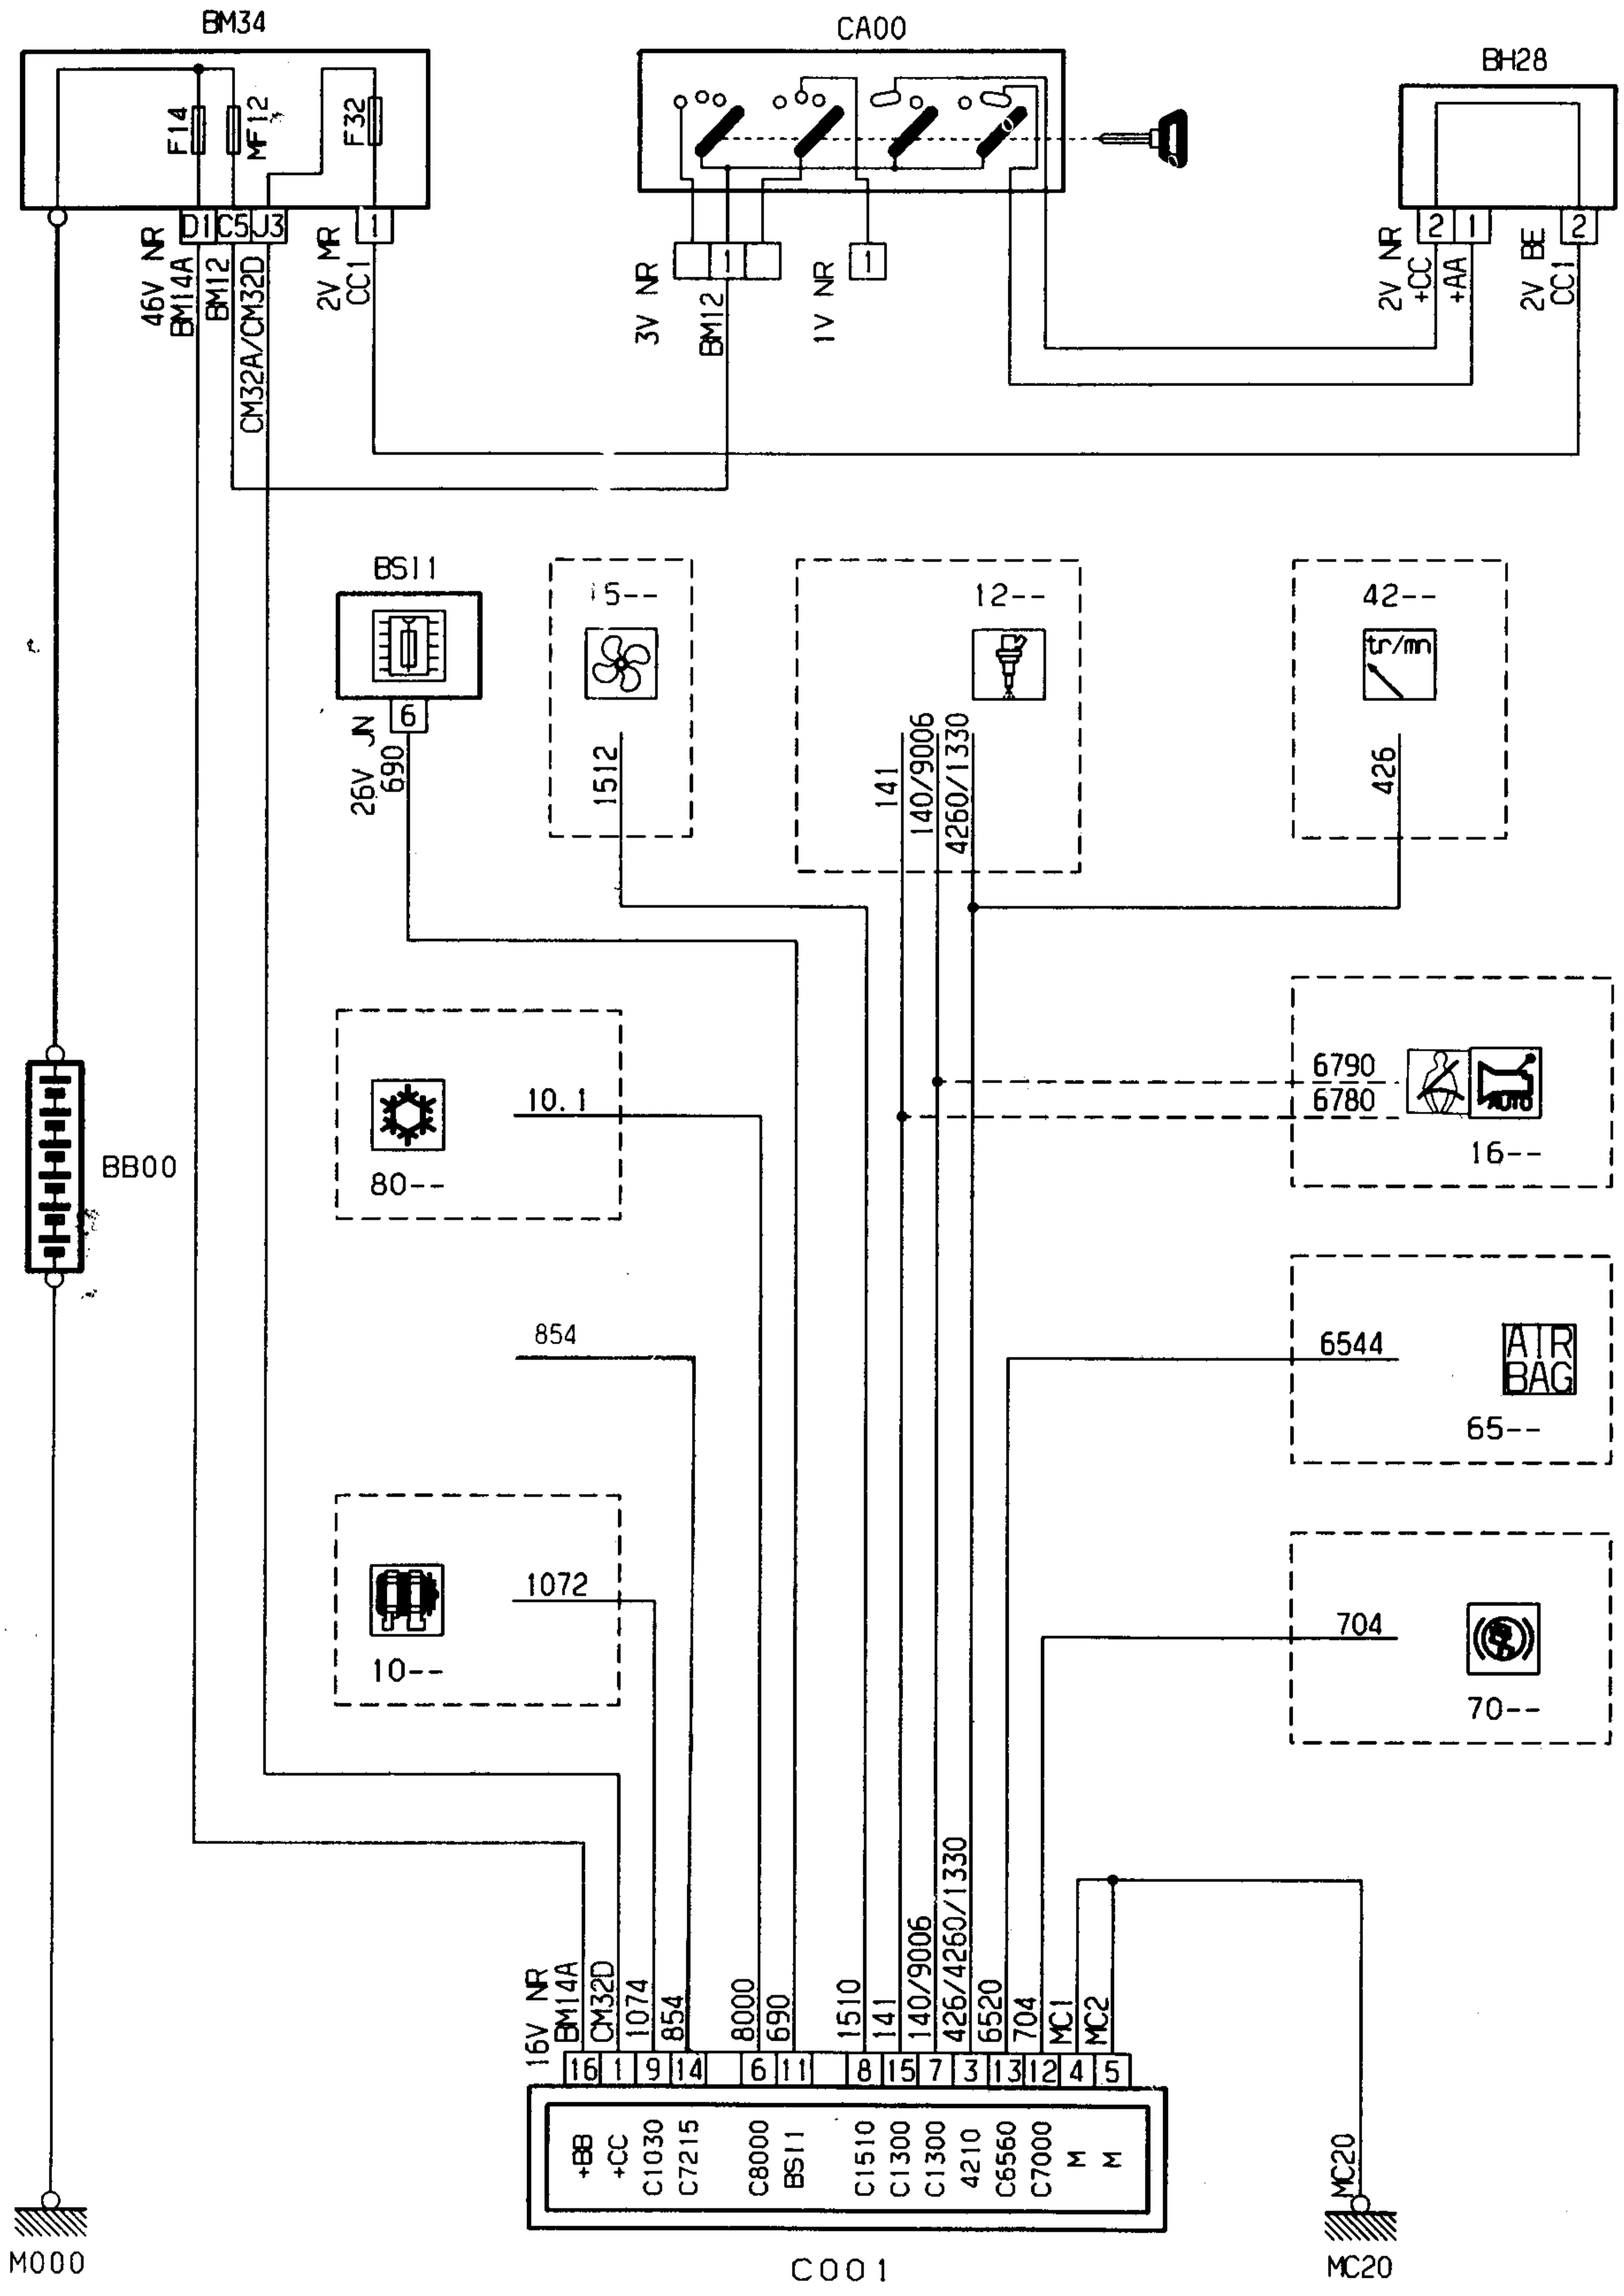 BM34
CA00
BH28
F14
MF12
F32
D1 C5 J3
1
46V NR
BM14A
BM12
CM32A/CM32D
2V MR
CC1
1
3V NR
BM12
1
1V NR
2 1
2
2V NR
+CC
+AA
2V BE
CC1
BSI1
6
26V JN
690
5--
1512
12--
141
140/9006
4260/1330
42--
tr/mn
426
6790
6780
AUTO
16--
10.1
80--
BB00
854
6544
AIR
BAG
65--
1072
10--
704
70--
16V NR
BM14A
CM32D
1074
854
8000
690
1510
141
140/9006
426/4260/1330
6520
704
MC1
MC2
16 1 9 14 6 11 8 15 7 3 13 12 4 5
+BB
+CC
C1030
C7215
C8000
BSI1
C1510
C1300
C1300
4210
C6560
C7000
M
M
MC20
M000
C001
MC20